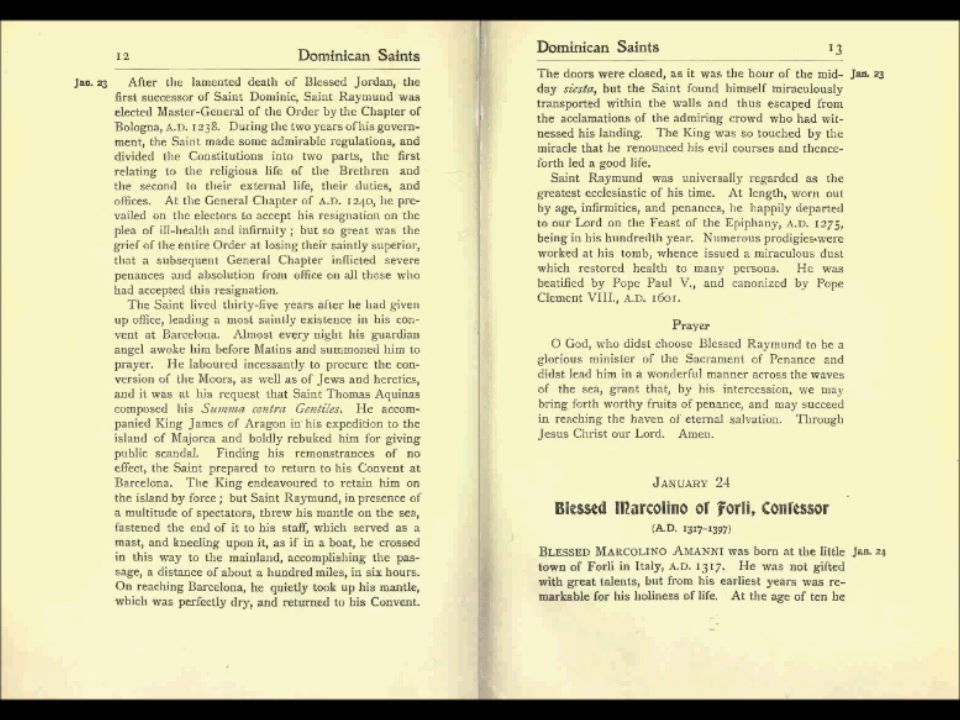 12 Dominican Saints
Jan. 23 After the lamented death of Blessed Jordan, the
first successor of Saint Dominic, Saint Raymund was
elected Master-General of the Order by the Chapter of
Bologna, A.D. 1238. During the two years of his govern-
ment, the Saint made some admirable regulations, and
divided the Constitutions into two parts, the first
relating to the religious life of the Brethren and
the second to their external life, their duties, and
offices. At the General Chapter of A.D. 1240, he pre-
vailed on the electors to accept his resignation on the
plea of ill-health and infirmity ; but so great was the
grief of the entire Order at losing their saintly superior,
that a subsequent General Chapter inflicted severe
penances and absolution from office on all those who
had accepted this resignation.
The Saint lived thirty-five years after he had given
up office, leading a most saintly existence in his con-
vent at Barcelona. Almost every night his guardian
angel awoke him before Matins and summoned him to
prayer. He laboured incessantly to procure the con-
version of the Moors, as well as of Jews and heretics,
and it was at his request that Saint Thomas Aquinas
composed his Summa contra Gentiles. He accom-
panied King James of Aragon in his expedition to the
island of Majorca and boldly rebuked him for giving
public scandal. Finding his remonstrances of no
effect, the Saint prepared to return to his Convent at
Barcelona. The King endeavoured to retain him on
the island by force ; but Saint Raymund, in presence of
a multitude of spectators, threw his mantle on the sea,
fastened the end of it to his staff, which served as a
mast, and kneeling upon it, as if in a boat, he crossed
in this way to the mainland, accomplishing the pas-
sage, a distance of about a hundred miles, in six hours.
On reaching Barcelona, he quietly took up his mantle,
which was perfectly dry, and returned to his Convent.
Dominican Saints 13
The doors were closed, as it was the hour of the mid- Jan. 23
day siesta, but the Saint found himself miraculously
transported within the walls and thus escaped from
the acclamations of the admiring crowd who had wit-
nessed his landing. The King was so touched by the
miracle that he renounced his evil courses and thence-
forth led a good life.
Saint Raymund was universally regarded as the
greatest ecclesiastic of his time. At length, worn out
by age, infirmities, and penances, he happily departed
to our Lord on the Feast of the Epiphany, A.D. 1275,
being in his hundredth year. Numerous prodigies were
worked at his tomb, whence issued a miraculous dust
which restored health to many persons. He was
beatified by Pope Paul V., and canonized by Pope
Clement VIII., A.D. 1601.
Prayer
O God, who didst choose Blessed Raymund to be a
glorious minister of the Sacrament of Penance and
didst lead him in a wonderful manner across the waves
of the sea, grant that, by his intercession, we may
bring forth worthy fruits of penance, and may succeed
in reaching the haven of eternal salvation. Through
Jesus Christ our Lord. Amen.
January 24
Blessed Marcolino of Forli, Confessor
(A.D. 1317-1397)
Blessed Marcolino Amanni was born at the little Jan. 24
town of Forli in Italy, A.D. 1317. He was not gifted
with great talents, but from his earliest years was re-
markable for his holiness of life. At the age of ten he